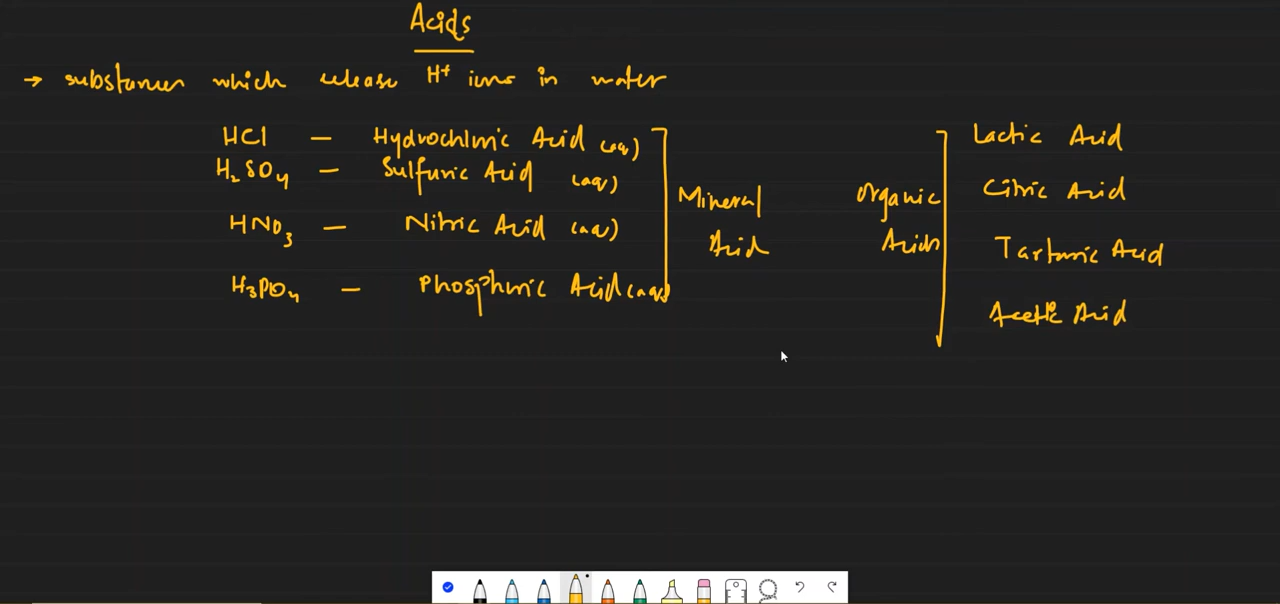 Acids
→ substances which release H⁺ ions in water
HCl — Hydrochloric Acid (aq)
H₂SO₄ — Sulfuric Acid (aq)
HNO₃ — Nitric Acid (aq)
H₃PO₄ — Phosphoric Acid (aq)
Mineral
Acid
Organic
Acids
Lactic Acid
Citric Acid
Tartaric Acid
Acetic Acid